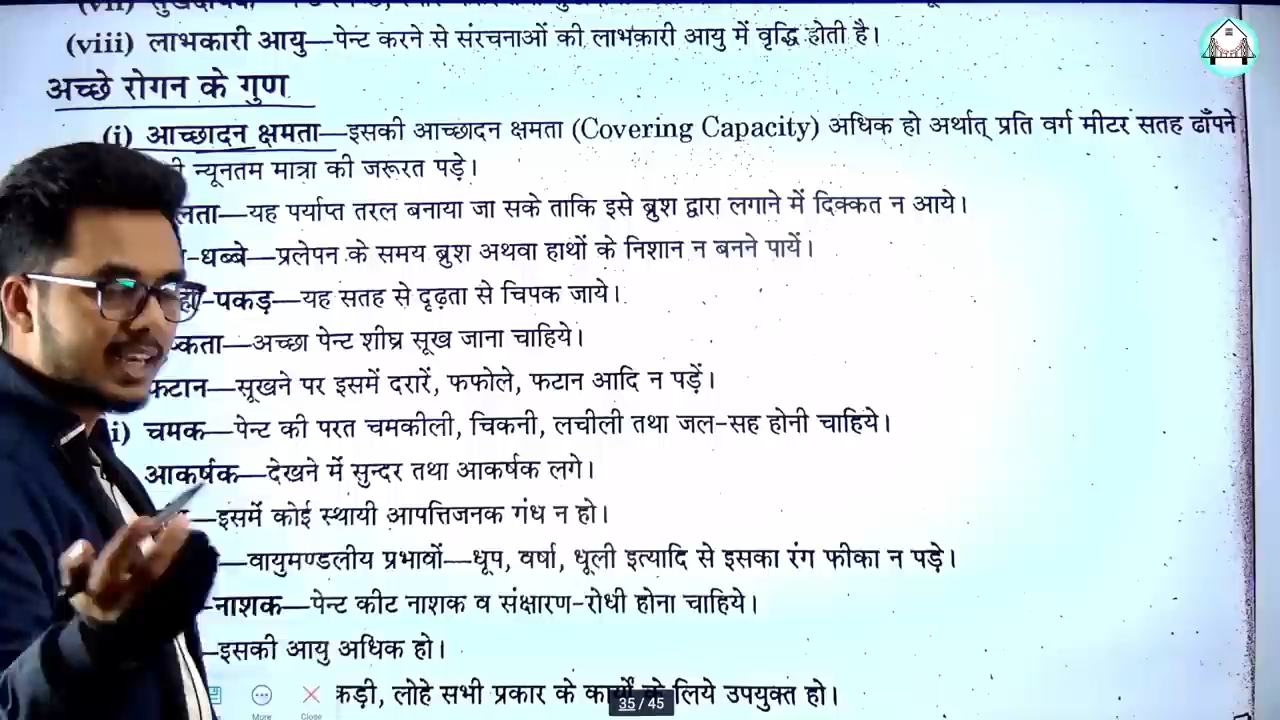 (viii) लाभकारी आयु—पेन्ट करने से संरचनाओं की लाभकारी आयु में वृद्धि होती है।
अच्छे रोगन के गुण
(i) आच्छादन क्षमता—इसकी आच्छादन क्षमता (Covering Capacity) अधिक हो अर्थात् प्रति वर्ग मीटर सतह ढाँपने
न्यूनतम मात्रा की जरूरत पड़े।
—यह पर्याप्त तरल बनाया जा सके ताकि इसे ब्रुश द्वारा लगाने में दिक्कत न आये।
-धब्बे—प्रलेपन के समय ब्रुश अथवा हाथों के निशान न बनने पायें।
-पकड़—यह सतह से दृढ़ता से चिपक जाये।
—अच्छा पेन्ट शीघ्र सूख जाना चाहिये।
फटान—सूखने पर इसमें दरारें, फफोले, फटान आदि न पड़ें।
i) चमक—पेन्ट की परत चमकीली, चिकनी, लचीली तथा जल-सह होनी चाहिये।
आकर्षक—देखने में सुन्दर तथा आकर्षक लगे।
—इसमें कोई स्थायी आपत्तिजनक गंध न हो।
—वायुमण्डलीय प्रभावों—धूप, वर्षा, धूली इत्यादि से इसका रंग फीका न पड़े।
-नाशक—पेन्ट कीट नाशक व संक्षारण-रोधी होना चाहिये।
—इसकी आयु अधिक हो।
लोहे सभी प्रकार के कार्यों के लिये उपयुक्त हो।
More
Close
35 / 45